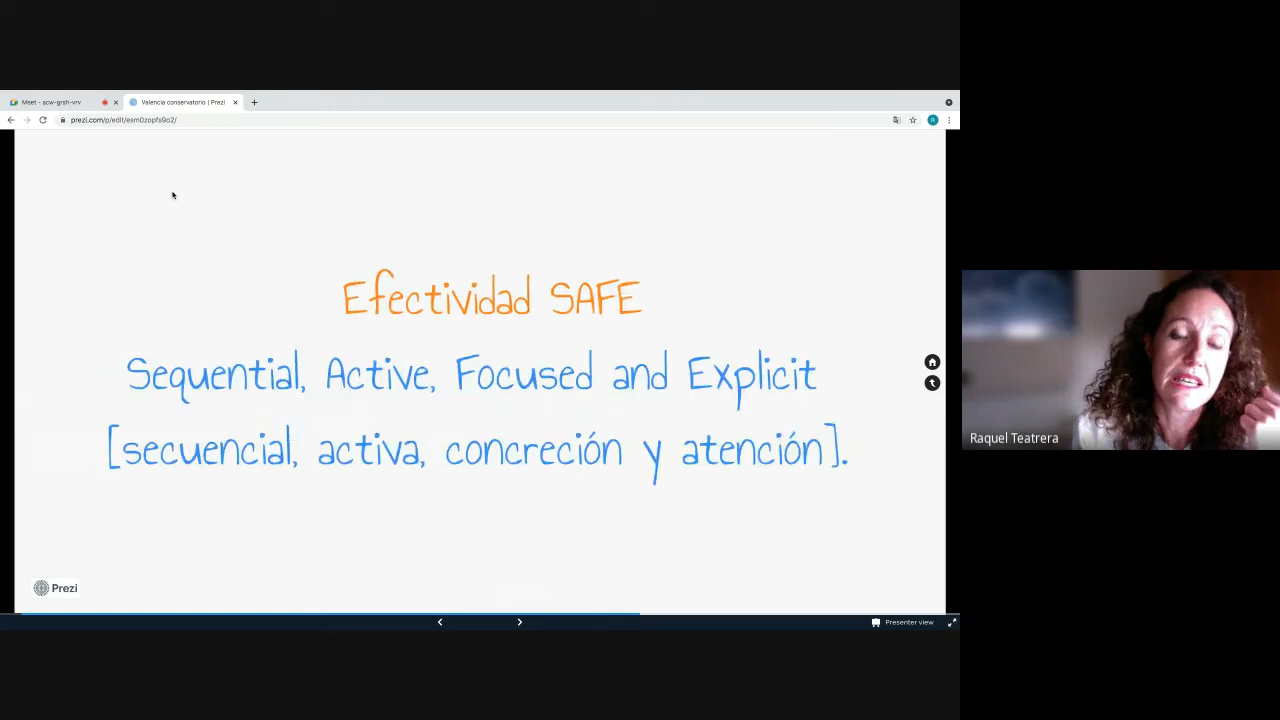 Meet - acw-grsh-vrv
Valencia conservatorio | Prezi
prezi.com/p/edit/esm0zopfs9o2/
R
Efectividad SAFE
Sequential, Active, Focused and Explicit
[secuencial, activa, concreción y atención].
Raquel Teatrera
Prezi
Presenter view